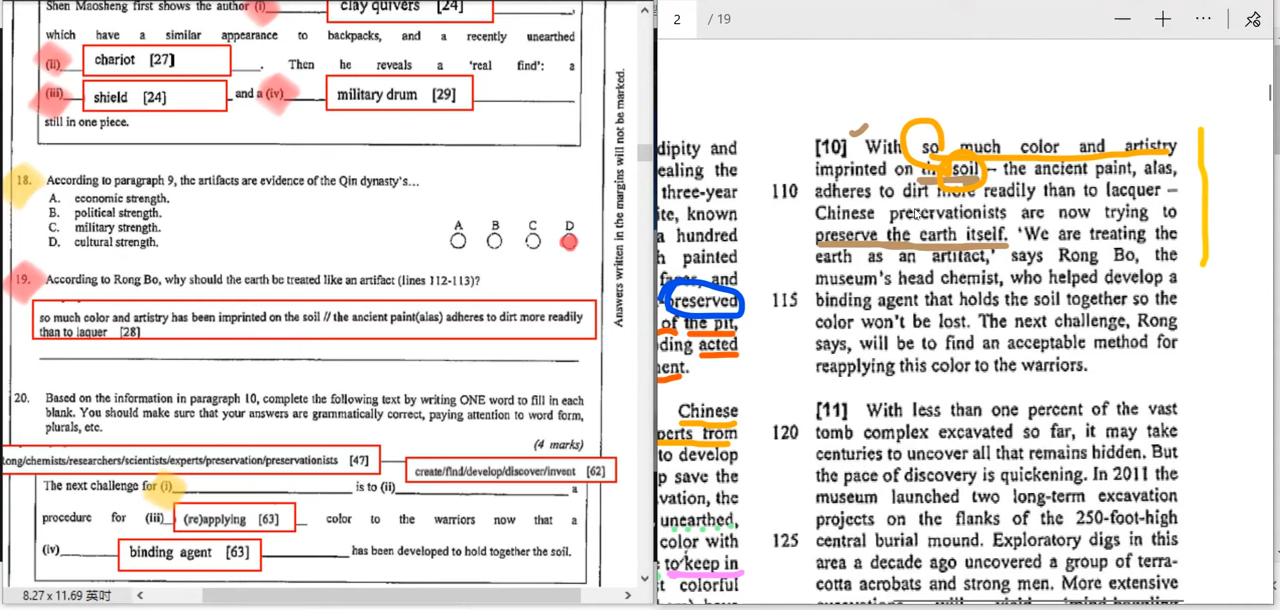 Shen Maosheng first shows the author (i) clay quivers [24],
which have a similar appearance to backpacks, and a recently unearthed
(ii) chariot [27]. Then he reveals a 'real find': a
(iii) shield [24] and a (iv) military drum [29]
still in one piece.
18. According to paragraph 9, the artifacts are evidence of the Qin dynasty's...
A. economic strength.
B. political strength.
C. military strength.
D. cultural strength.
A B C D
19. According to Rong Bo, why should the earth be treated like an artifact (lines 112-113)?
so much color and artistry has been imprinted on the soil // the ancient paint(alas) adheres to dirt more readily
than to laquer [28]
20. Based on the information in paragraph 10, complete the following text by writing ONE word to fill in each
blank. You should make sure that your answers are grammatically correct, paying attention to word form,
plurals, etc.
(4 marks)
ong/chemists/researchers/scientists/experts/preservation/preservationists [47]
create/find/develop/discover/invent [62]
The next challenge for (i) is to (ii) a
procedure for (iii) (re)applying [63] color to the warriors now that a
(iv) binding agent [63] has been developed to hold together the soil.
Answers written in the margins will not be marked.
8.27 x 11.69 英吋
2 / 19
dipity and
ealing the
three-year
ite, known
a hundred
h painted
and
preserved
of the pit,
ding acted
ent.
Chinese
perts from
to develop
p save the
vation, the
unearthed,
color with
to keep in
t colorful
[10] With so much color and artistry
imprinted on the soil – the ancient paint, alas,
110 adheres to dirt more readily than to lacquer –
Chinese preservationists are now trying to
preserve the earth itself. 'We are treating the
earth as an artifact,' says Rong Bo, the
museum's head chemist, who helped develop a
115 binding agent that holds the soil together so the
color won't be lost. The next challenge, Rong
says, will be to find an acceptable method for
reapplying this color to the warriors.
[11] With less than one percent of the vast
120 tomb complex excavated so far, it may take
centuries to uncover all that remains hidden. But
the pace of discovery is quickening. In 2011 the
museum launched two long-term excavation
projects on the flanks of the 250-foot-high
125 central burial mound. Exploratory digs in this
area a decade ago uncovered a group of terra-
cotta acrobats and strong men. More extensive